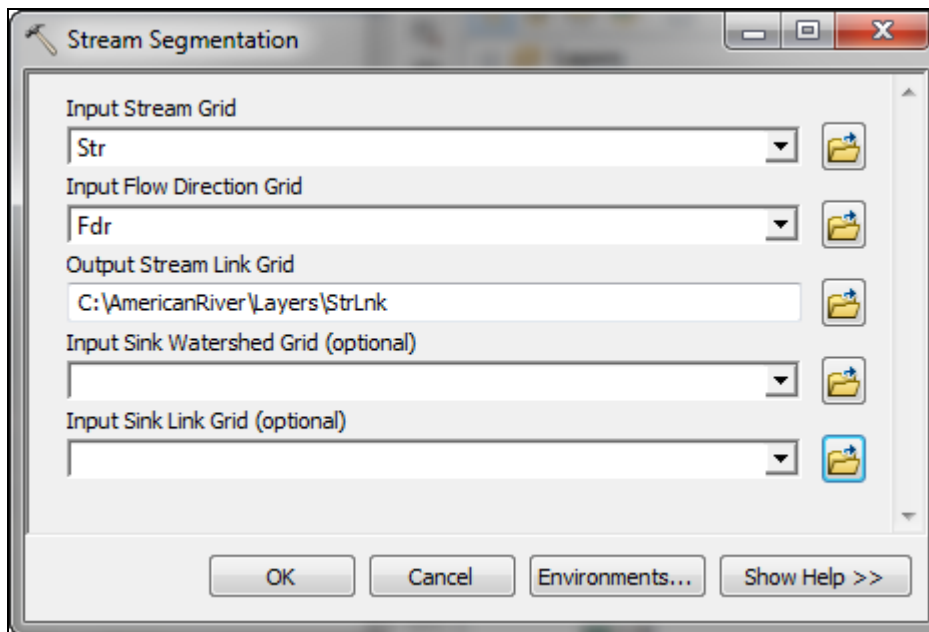 Stream Segmentation
Input Stream Grid
Str
Input Flow Direction Grid
Fdr
Output Stream Link Grid
C:\AmericanRiver\Layers\StrLnk
Input Sink Watershed Grid (optional)
Input Sink Link Grid (optional)
OK Cancel Environments... Show Help >>